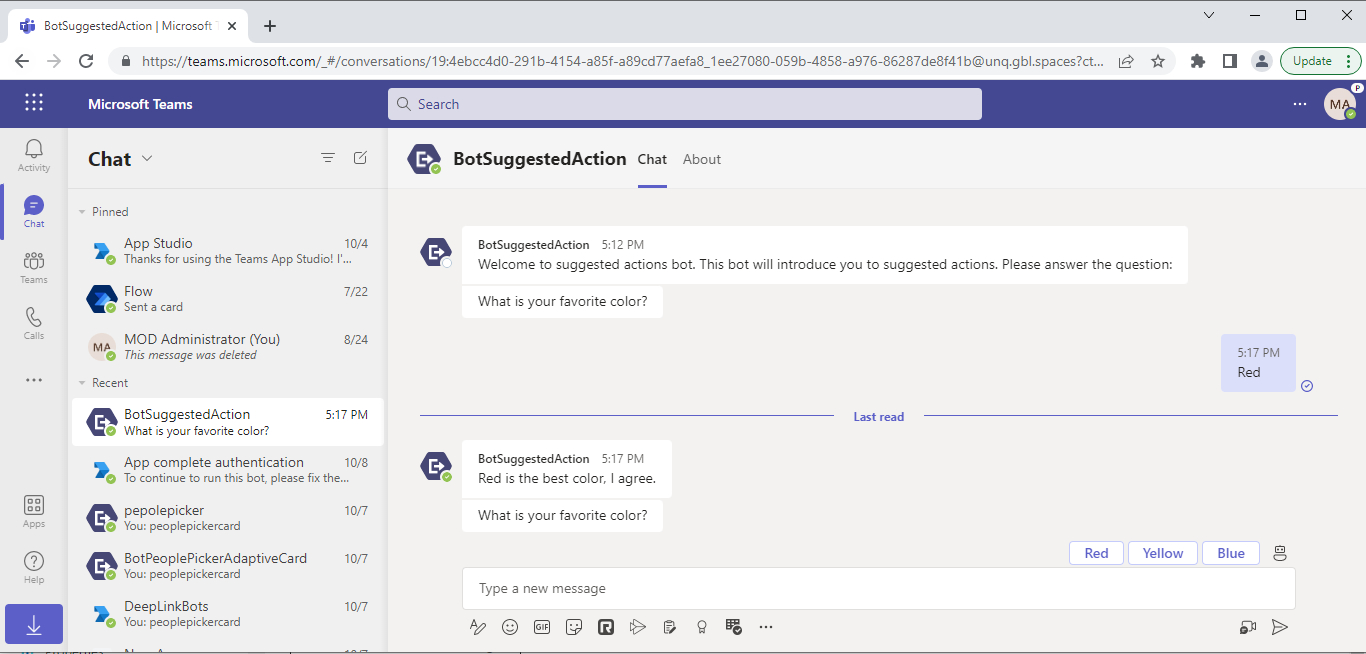 BotSuggestedAction | Microsoft
https://teams.microsoft.com/_#/conversations/19:4ebcc4d0-291b-4154-a85f-a89cd77aefa8_1ee27080-059b-4858-a976-86287de8f41b@unq.gbl.spaces?ct...
Update
Microsoft Teams
Search
MA
P
Activity
Chat
Teams
Calls
Apps
Help
Chat
Pinned
App Studio 10/4
Thanks for using the Teams App Studio! I'...
Flow 7/22
Sent a card
MA
MOD Administrator (You) 8/24
This message was deleted
Recent
BotSuggestedAction 5:17 PM
What is your favorite color?
App complete authentication 10/8
To continue to run this bot, please fix the...
pepolepicker 10/7
You: peoplepickercard
BotPeoplePickerAdaptiveCard 10/7
You: peoplepickercard
DeepLinkBots 10/7
You: peoplepickercard
BotSuggestedAction Chat About
BotSuggestedAction 5:12 PM
Welcome to suggested actions bot. This bot will introduce you to suggested actions. Please answer the question:
What is your favorite color?
5:17 PM
Red
Last read
BotSuggestedAction 5:17 PM
Red is the best color, I agree.
What is your favorite color?
Red Yellow Blue
Type a new message
GIF